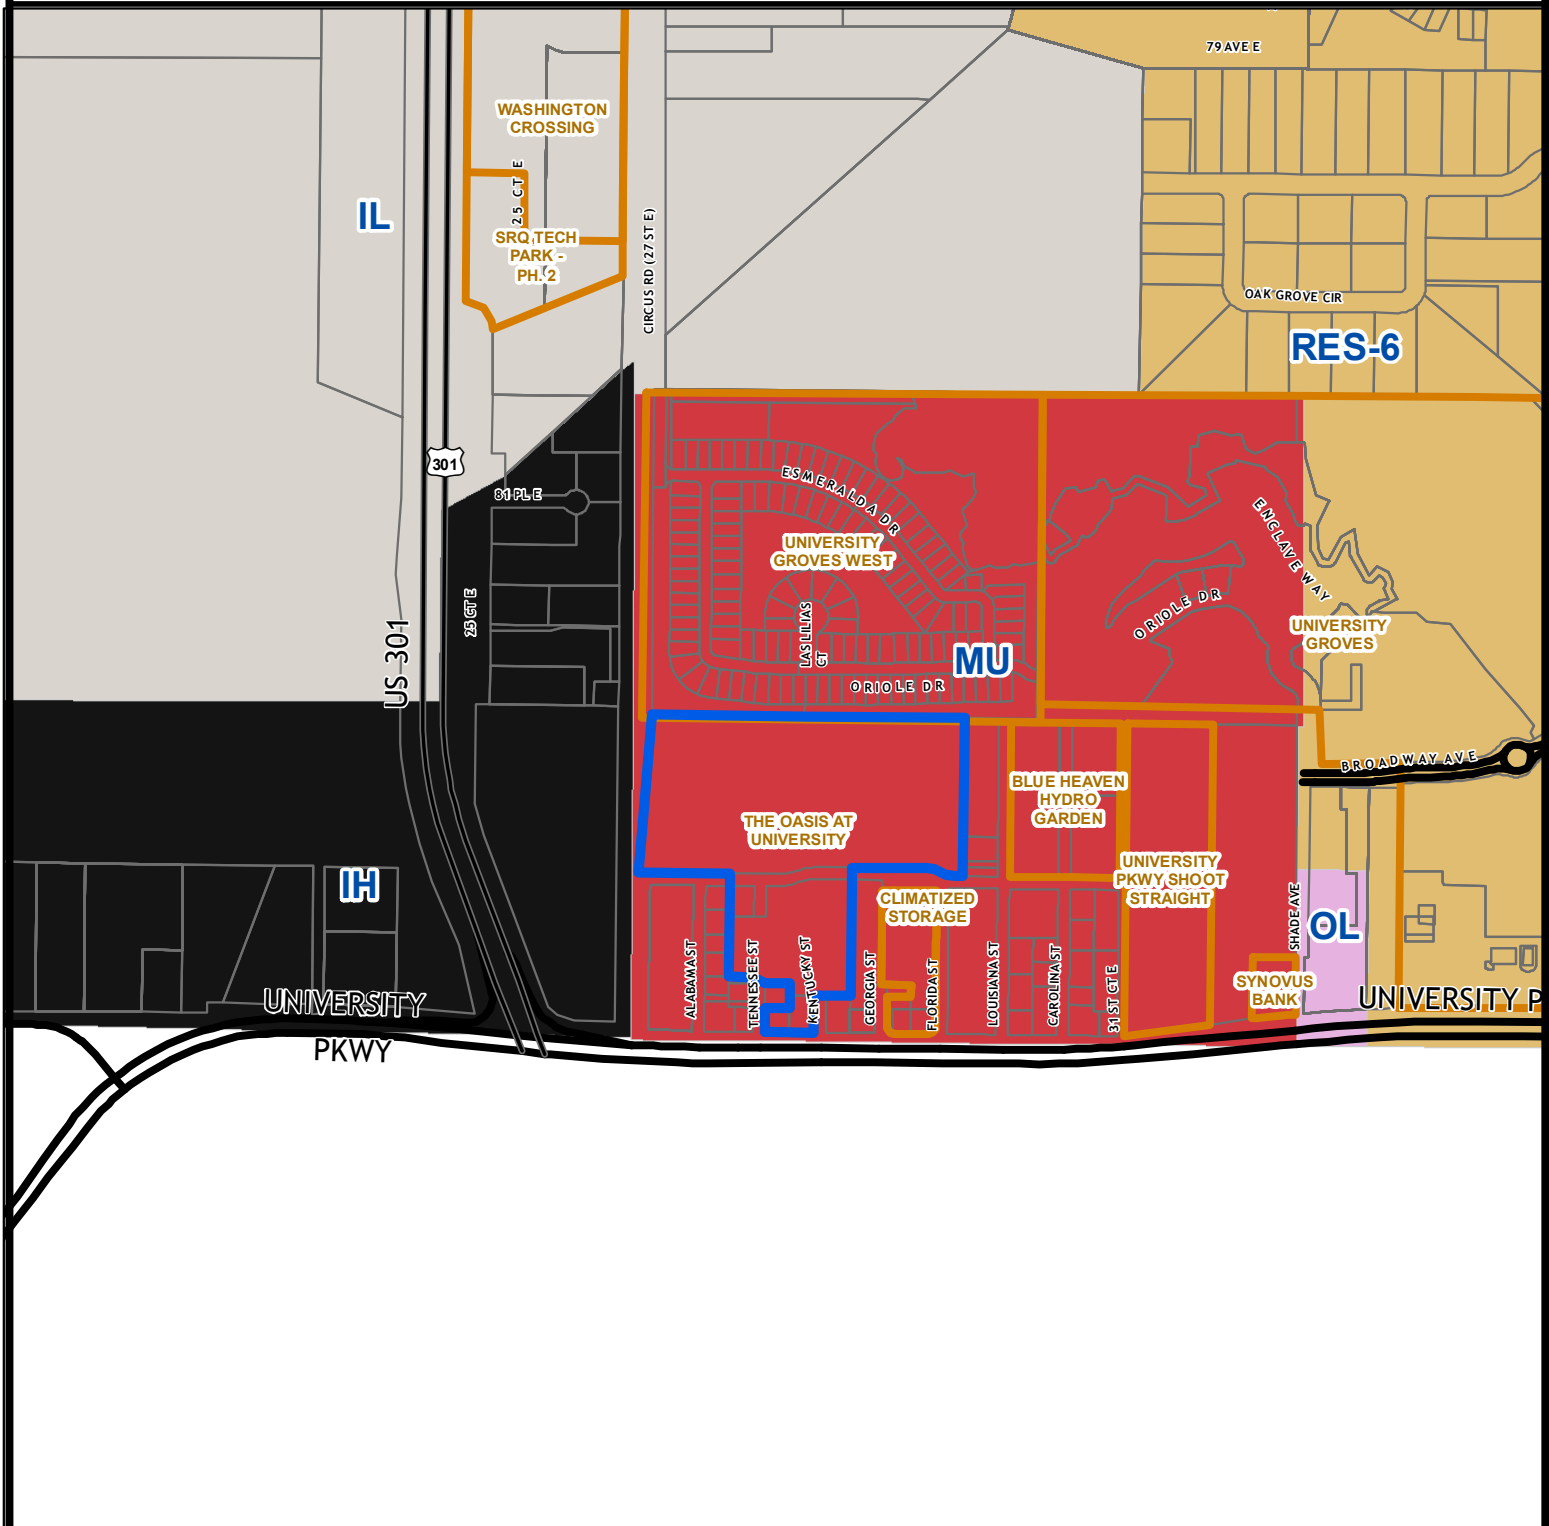 79 AVE E
WASHINGTON
CROSSING
25 CT E
IL
SRQ TECH
PARK -
PH. 2
CIRCUS RD (27 ST E)
OAK GROVE CIR
RES-6
301
81 PL E
ESMERALDA DR
UNIVERSITY
GROVES WEST
ENCLAVE WAY
25 CT E
LAS LILIAS
CT
ORIOLE DR
UNIVERSITY
GROVES
US 301
MU
ORIOLE DR
BROADWAY AVE
BLUE HEAVEN
HYDRO
GARDEN
THE OASIS AT
UNIVERSITY
UNIVERSITY
PKWY SHOOT
STRAIGHT
IH
CLIMATIZED
STORAGE
SHADE AVE
OL
ALABAMA ST
TENNESSEE ST
KENTUCKY ST
GEORGIA ST
FLORIDA ST
LOUISIANA ST
CAROLINA ST
31 ST CT E
SYNOVUS
BANK
UNIVERSITY
PKWY
UNIVERSITY P